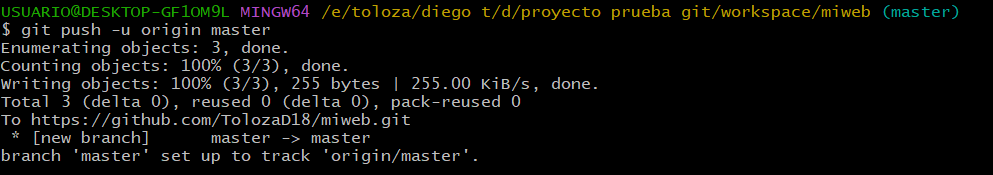 USUARIO@DESKTOP-GF1OM9L MINGW64 /e/toloza/diego t/d/proyecto prueba git/workspace/miweb (master)
$ git push -u origin master
Enumerating objects: 3, done.
Counting objects: 100% (3/3), done.
Writing objects: 100% (3/3), 255 bytes | 255.00 KiB/s, done.
Total 3 (delta 0), reused 0 (delta 0), pack-reused 0
To https://github.com/TolozaD18/miweb.git
 * [new branch]      master -> master
branch 'master' set up to track 'origin/master'.